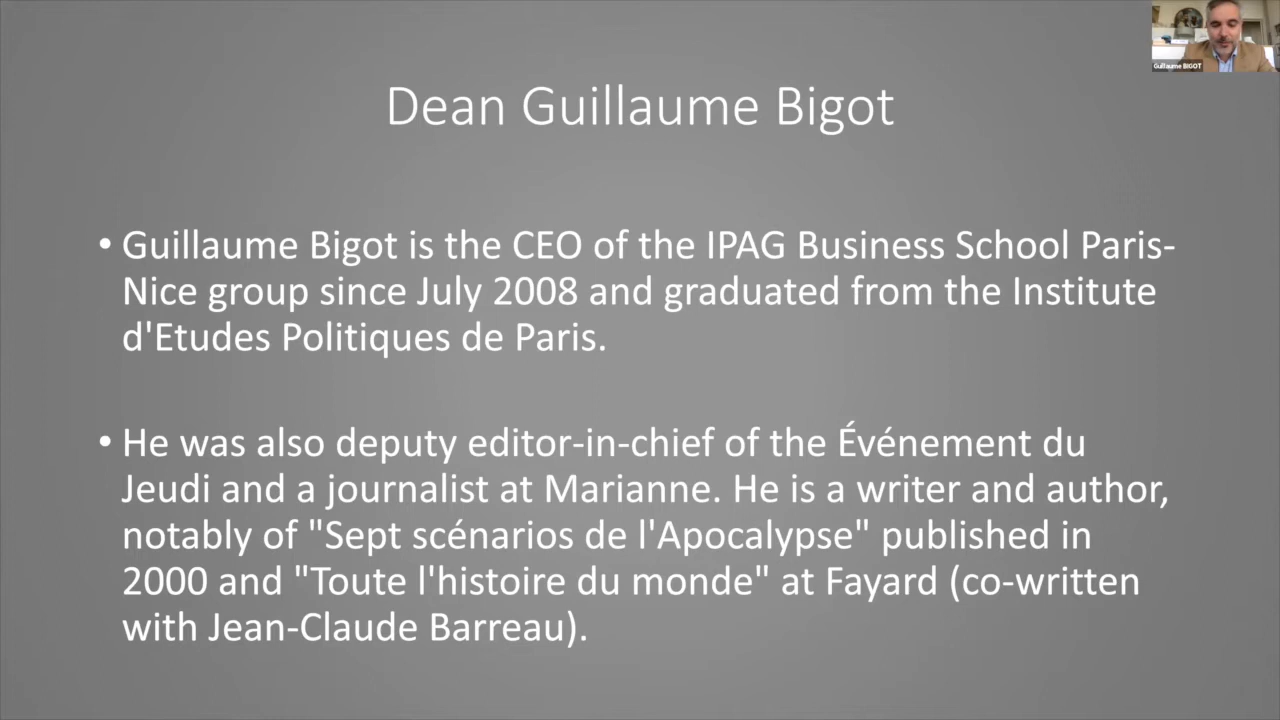 Guillaume BIGOT
Dean Guillaume Bigot
• Guillaume Bigot is the CEO of the IPAG Business School Paris-
Nice group since July 2008 and graduated from the Institute
d'Etudes Politiques de Paris.
• He was also deputy editor-in-chief of the Événement du
Jeudi and a journalist at Marianne. He is a writer and author,
notably of "Sept scénarios de l'Apocalypse" published in
2000 and "Toute l'histoire du monde" at Fayard (co-written
with Jean-Claude Barreau).